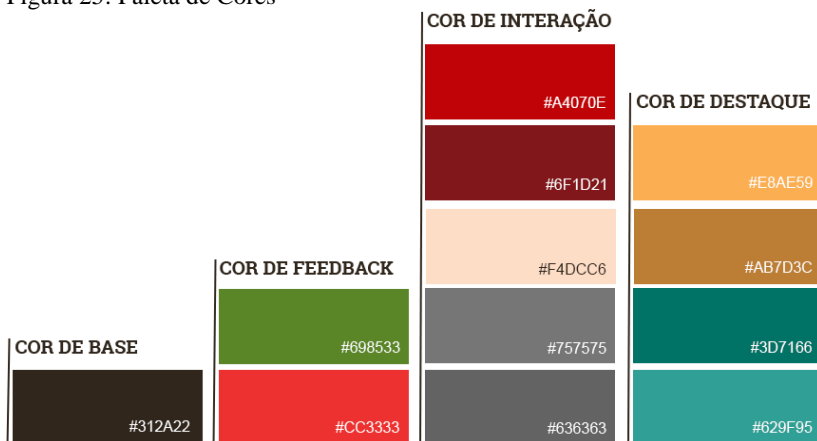 Figura 23: Paleta de Cores
COR DE BASE
#312A22
COR DE FEEDBACK
#698533
#CC3333
COR DE INTERAÇÃO
#A4070E
#6F1D21
#F4DCC6
#757575
#636363
COR DE DESTAQUE
#E8AE59
#AB7D3C
#3D7166
#629F95